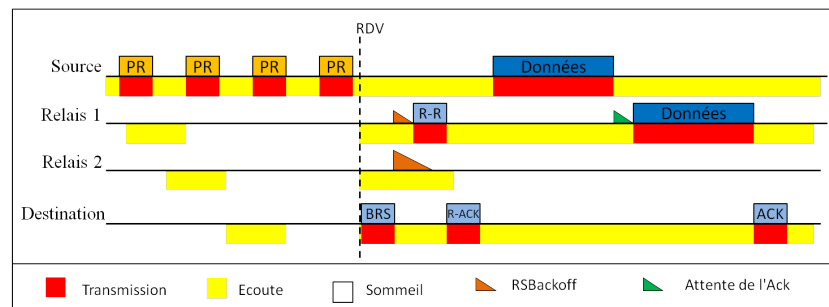 RDV
PR PR PR PR
Source
Données
Relais 1
R-R
Données
Relais 2
Destination
BRS
R-ACK
ACK
Transmission
Ecoute
Sommeil
RSBackoff
Attente de l'Ack